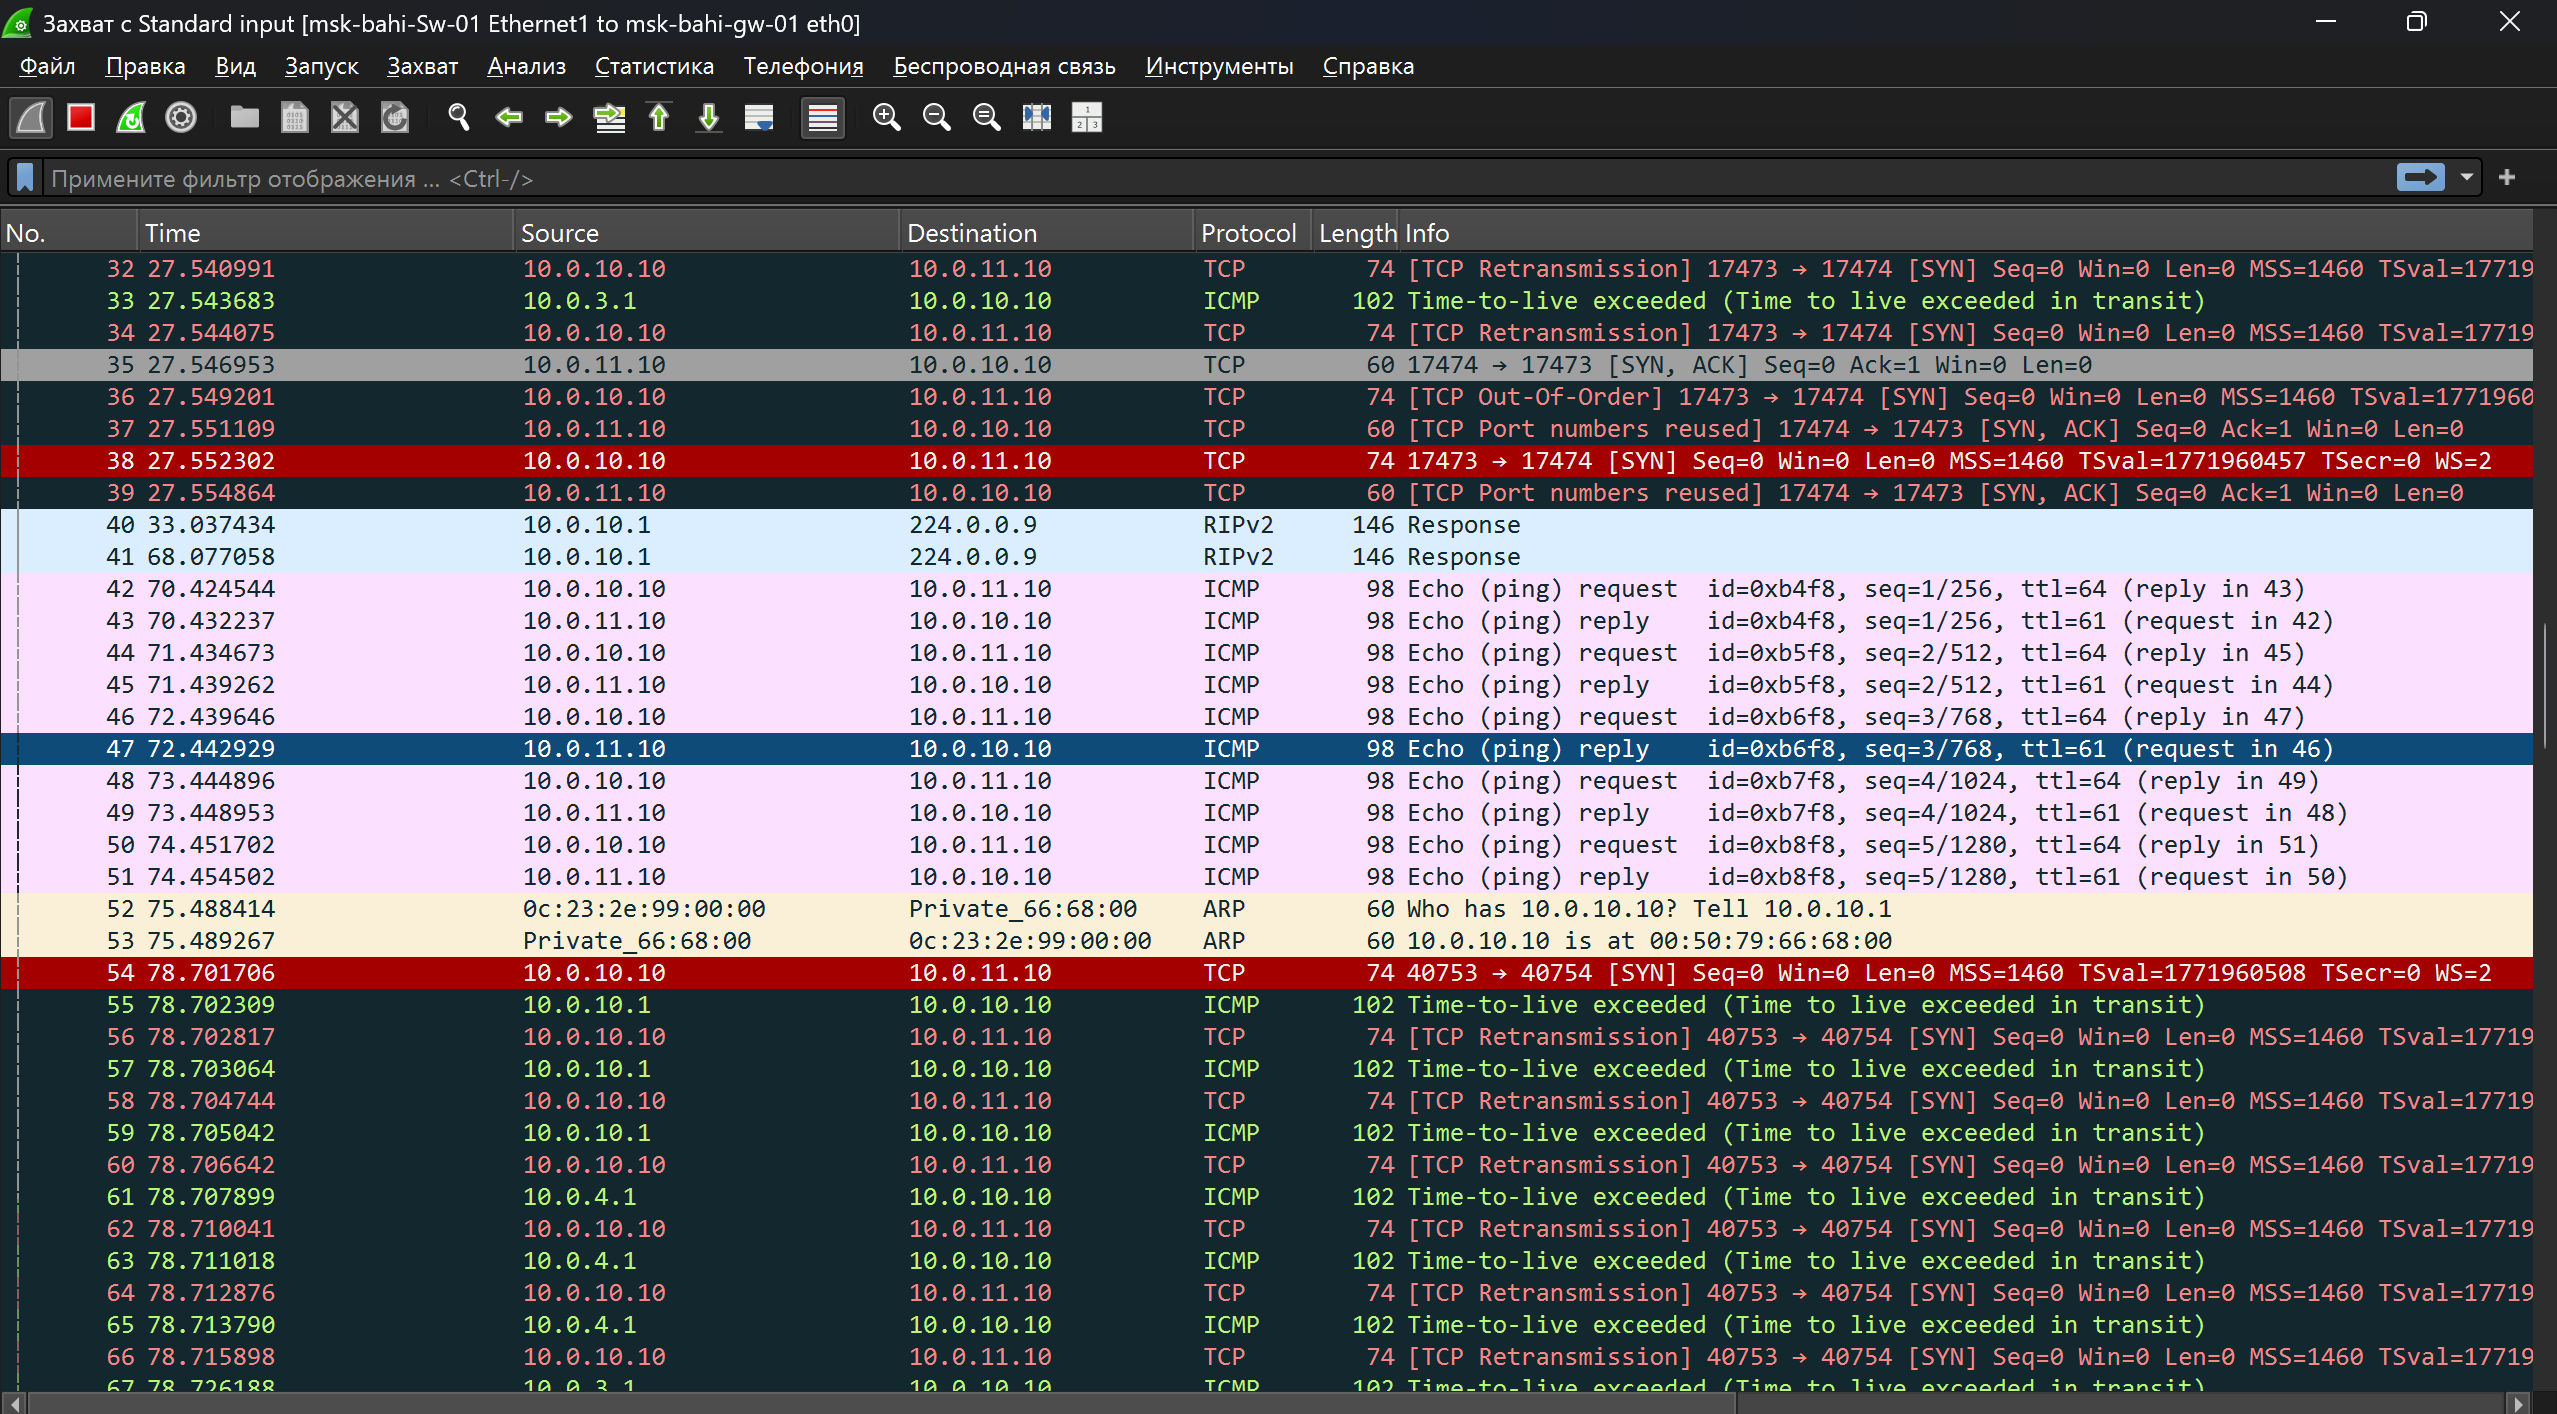 Захват с Standard input [msk-bahi-Sw-01 Ethernet1 to msk-bahi-gw-01 eth0]
Файл Правка Вид Запуск Захват Анализ Статистика Телефония Беспроводная связь Инструменты Справка
Примените фильтр отображения ... <Ctrl-/>
No. Time Source Destination Protocol Length Info
32 27.540991 10.0.10.10 10.0.11.10 TCP 74 [TCP Retransmission] 17473 → 17474 [SYN] Seq=0 Win=0 Len=0 MSS=1460 TSval=17719
33 27.543683 10.0.3.1 10.0.10.10 ICMP 102 Time-to-live exceeded (Time to live exceeded in transit)
34 27.544075 10.0.10.10 10.0.11.10 TCP 74 [TCP Retransmission] 17473 → 17474 [SYN] Seq=0 Win=0 Len=0 MSS=1460 TSval=17719
35 27.546953 10.0.11.10 10.0.10.10 TCP 60 17474 → 17473 [SYN, ACK] Seq=0 Ack=1 Win=0 Len=0
36 27.549201 10.0.10.10 10.0.11.10 TCP 74 [TCP Out-Of-Order] 17473 → 17474 [SYN] Seq=0 Win=0 Len=0 MSS=1460 TSval=1771960
37 27.551109 10.0.11.10 10.0.10.10 TCP 60 [TCP Port numbers reused] 17474 → 17473 [SYN, ACK] Seq=0 Ack=1 Win=0 Len=0
38 27.552302 10.0.10.10 10.0.11.10 TCP 74 17473 → 17474 [SYN] Seq=0 Win=0 Len=0 MSS=1460 TSval=1771960457 TSecr=0 WS=2
39 27.554864 10.0.11.10 10.0.10.10 TCP 60 [TCP Port numbers reused] 17474 → 17473 [SYN, ACK] Seq=0 Ack=1 Win=0 Len=0
40 33.037434 10.0.10.1 224.0.0.9 RIPv2 146 Response
41 68.077058 10.0.10.1 224.0.0.9 RIPv2 146 Response
42 70.424544 10.0.10.10 10.0.11.10 ICMP 98 Echo (ping) request id=0xb4f8, seq=1/256, ttl=64 (reply in 43)
43 70.432237 10.0.11.10 10.0.10.10 ICMP 98 Echo (ping) reply id=0xb4f8, seq=1/256, ttl=61 (request in 42)
44 71.434673 10.0.10.10 10.0.11.10 ICMP 98 Echo (ping) request id=0xb5f8, seq=2/512, ttl=64 (reply in 45)
45 71.439262 10.0.11.10 10.0.10.10 ICMP 98 Echo (ping) reply id=0xb5f8, seq=2/512, ttl=61 (request in 44)
46 72.439646 10.0.10.10 10.0.11.10 ICMP 98 Echo (ping) request id=0xb6f8, seq=3/768, ttl=64 (reply in 47)
47 72.442929 10.0.11.10 10.0.10.10 ICMP 98 Echo (ping) reply id=0xb6f8, seq=3/768, ttl=61 (request in 46)
48 73.444896 10.0.10.10 10.0.11.10 ICMP 98 Echo (ping) request id=0xb7f8, seq=4/1024, ttl=64 (reply in 49)
49 73.448953 10.0.11.10 10.0.10.10 ICMP 98 Echo (ping) reply id=0xb7f8, seq=4/1024, ttl=61 (request in 48)
50 74.451702 10.0.10.10 10.0.11.10 ICMP 98 Echo (ping) request id=0xb8f8, seq=5/1280, ttl=64 (reply in 51)
51 74.454502 10.0.11.10 10.0.10.10 ICMP 98 Echo (ping) reply id=0xb8f8, seq=5/1280, ttl=61 (request in 50)
52 75.488414 0c:23:2e:99:00:00 Private_66:68:00 ARP 60 Who has 10.0.10.10? Tell 10.0.10.1
53 75.489267 Private_66:68:00 0c:23:2e:99:00:00 ARP 60 10.0.10.10 is at 00:50:79:66:68:00
54 78.701706 10.0.10.10 10.0.11.10 TCP 74 40753 → 40754 [SYN] Seq=0 Win=0 Len=0 MSS=1460 TSval=1771960508 TSecr=0 WS=2
55 78.702309 10.0.10.1 10.0.10.10 ICMP 102 Time-to-live exceeded (Time to live exceeded in transit)
56 78.702817 10.0.10.10 10.0.11.10 TCP 74 [TCP Retransmission] 40753 → 40754 [SYN] Seq=0 Win=0 Len=0 MSS=1460 TSval=17719
57 78.703064 10.0.10.1 10.0.10.10 ICMP 102 Time-to-live exceeded (Time to live exceeded in transit)
58 78.704744 10.0.10.10 10.0.11.10 TCP 74 [TCP Retransmission] 40753 → 40754 [SYN] Seq=0 Win=0 Len=0 MSS=1460 TSval=17719
59 78.705042 10.0.10.1 10.0.10.10 ICMP 102 Time-to-live exceeded (Time to live exceeded in transit)
60 78.706642 10.0.10.10 10.0.11.10 TCP 74 [TCP Retransmission] 40753 → 40754 [SYN] Seq=0 Win=0 Len=0 MSS=1460 TSval=17719
61 78.707899 10.0.4.1 10.0.10.10 ICMP 102 Time-to-live exceeded (Time to live exceeded in transit)
62 78.710041 10.0.10.10 10.0.11.10 TCP 74 [TCP Retransmission] 40753 → 40754 [SYN] Seq=0 Win=0 Len=0 MSS=1460 TSval=17719
63 78.711018 10.0.4.1 10.0.10.10 ICMP 102 Time-to-live exceeded (Time to live exceeded in transit)
64 78.712876 10.0.10.10 10.0.11.10 TCP 74 [TCP Retransmission] 40753 → 40754 [SYN] Seq=0 Win=0 Len=0 MSS=1460 TSval=17719
65 78.713790 10.0.4.1 10.0.10.10 ICMP 102 Time-to-live exceeded (Time to live exceeded in transit)
66 78.715898 10.0.10.10 10.0.11.10 TCP 74 [TCP Retransmission] 40753 → 40754 [SYN] Seq=0 Win=0 Len=0 MSS=1460 TSval=17719
67 78.726188 10.0.3.1 10.0.10.10 ICMP 102 Time-to-live exceeded (Time to live exceeded in transit)